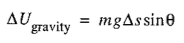 ΔU_gravity = mgΔs sinθ